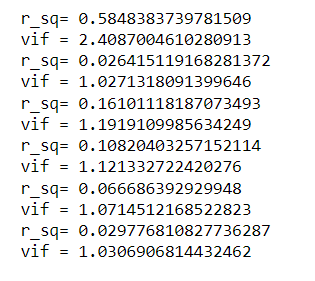 r_sq= 0.5848383739781509
vif = 2.4087004610280913
r_sq= 0.026415119168281372
vif = 1.0271318091399646
r_sq= 0.16101118187073493
vif = 1.1919109985634249
r_sq= 0.10820403257152114
vif = 1.121332722420276
r_sq= 0.066686392929948
vif = 1.0714512168522823
r_sq= 0.029776810827736287
vif = 1.0306906814432462